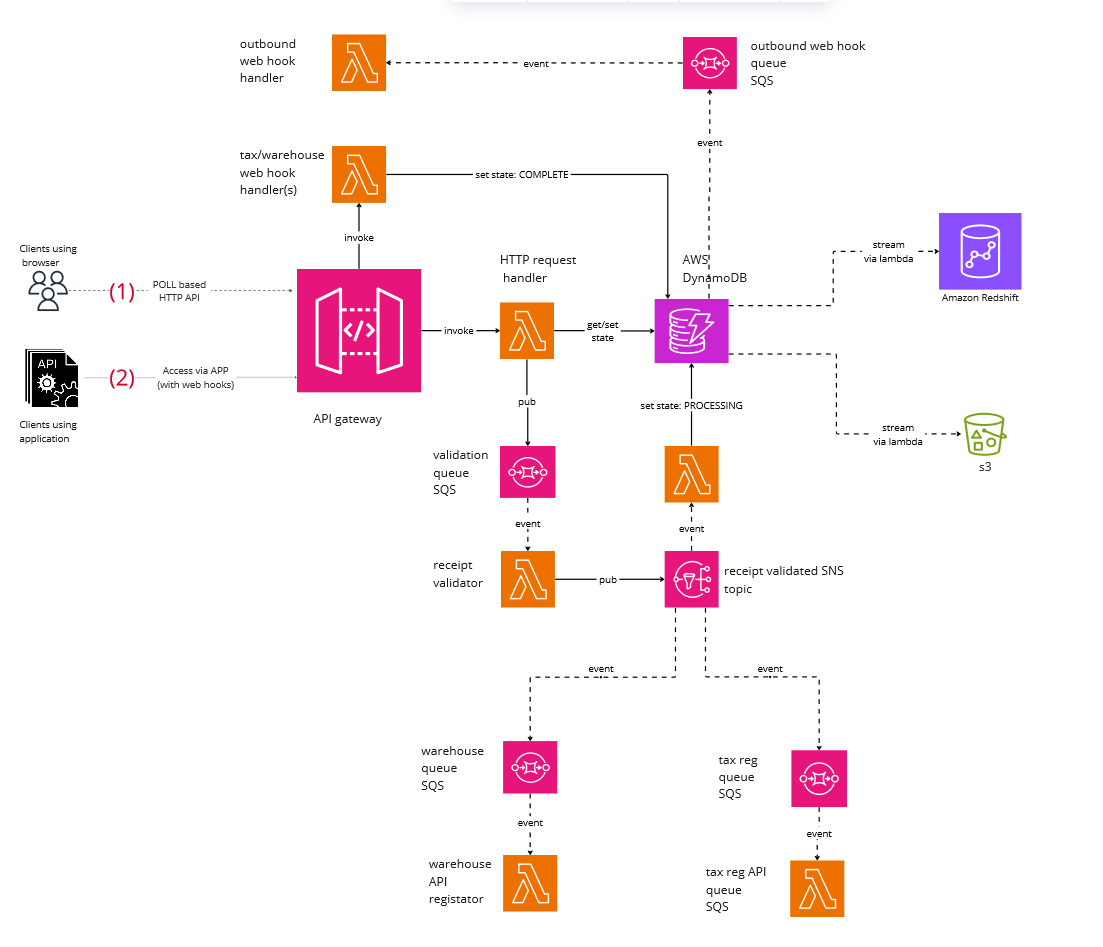 outbound
web hook
handler
event
outbound web hook
queue
SQS
event
tax/warehouse
web hook
handler(s)
set state: COMPLETE
invoke
Clients using
browser
(1)
POLL based
HTTP API
HTTP request
handler
AWS
DynamoDB
stream
via lambda
Amazon Redshift
invoke
get/set
state
API
(2)
Access via APP
(with web hooks)
Clients using
application
API gateway
pub
set state: PROCESSING
stream
via lambda
s3
validation
queue
SQS
event
event
receipt
validator
pub
receipt validated SNS
topic
event
event
warehouse
queue
SQS
tax reg
queue
SQS
event
event
warehouse
API
registator
tax reg API
queue
SQS